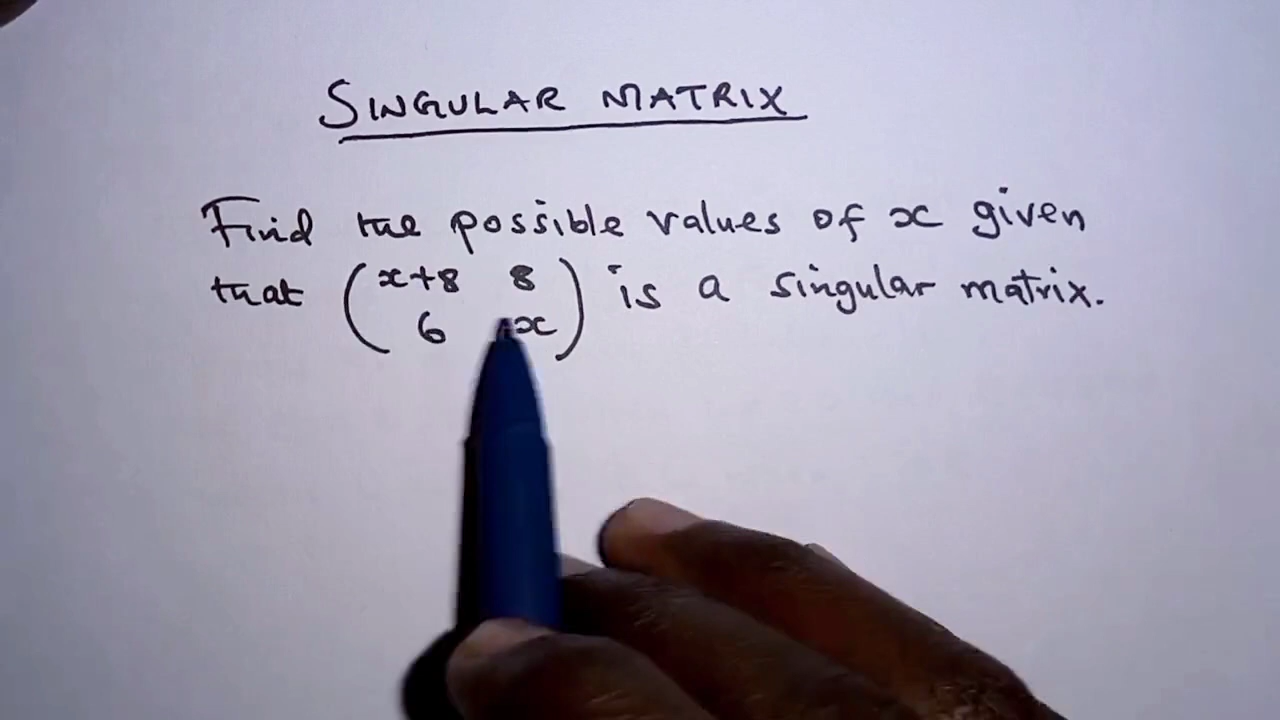 SINGULAR MATRIX
Find the possible values of x given
that (x+8 8
6 x) is a singular matrix.